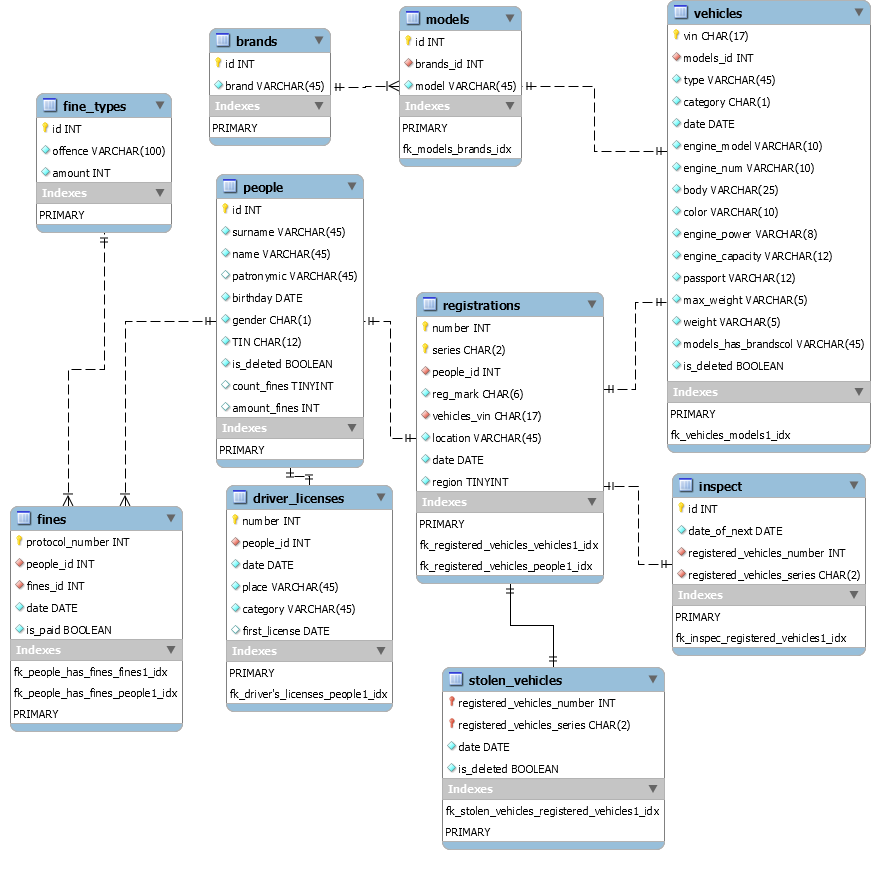 brands
id INT
brand VARCHAR(45)
Indexes
PRIMARY
models
id INT
brands_id INT
model VARCHAR(45)
Indexes
PRIMARY
fk_models_brands_idx
vehicles
vin CHAR(17)
models_id INT
type VARCHAR(45)
category CHAR(1)
date DATE
engine_model VARCHAR(10)
engine_num VARCHAR(10)
body VARCHAR(25)
color VARCHAR(10)
engine_power VARCHAR(8)
engine_capacity VARCHAR(12)
passport VARCHAR(12)
max_weight VARCHAR(5)
weight VARCHAR(5)
models_has_brandscol VARCHAR(45)
is_deleted BOOLEAN
Indexes
PRIMARY
fk_vehicles_models1_idx
fine_types
id INT
offence VARCHAR(100)
amount INT
Indexes
PRIMARY
people
id INT
surname VARCHAR(45)
name VARCHAR(45)
patronymic VARCHAR(45)
birthday DATE
gender CHAR(1)
TIN CHAR(12)
is_deleted BOOLEAN
count_fines TINYINT
amount_fines INT
Indexes
PRIMARY
registrations
number INT
series CHAR(2)
people_id INT
reg_mark CHAR(6)
vehicles_vin CHAR(17)
location VARCHAR(45)
date DATE
region TINYINT
Indexes
PRIMARY
fk_registered_vehicles_vehicles1_idx
fk_registered_vehicles_people1_idx
inspect
id INT
date_of_next DATE
registered_vehicles_number INT
registered_vehicles_series CHAR(2)
Indexes
PRIMARY
fk_inspec_registered_vehicles1_idx
fines
protocol_number INT
people_id INT
fines_id INT
date DATE
is_paid BOOLEAN
Indexes
fk_people_has_fines_fines1_idx
fk_people_has_fines_people1_idx
PRIMARY
driver_licenses
number INT
people_id INT
date DATE
place VARCHAR(45)
category VARCHAR(45)
first_license DATE
Indexes
PRIMARY
fk_driver's_licenses_people1_idx
stolen_vehicles
registered_vehicles_number INT
registered_vehicles_series CHAR(2)
date DATE
is_deleted BOOLEAN
Indexes
fk_stolen_vehicles_registered_vehicles1_idx
PRIMARY